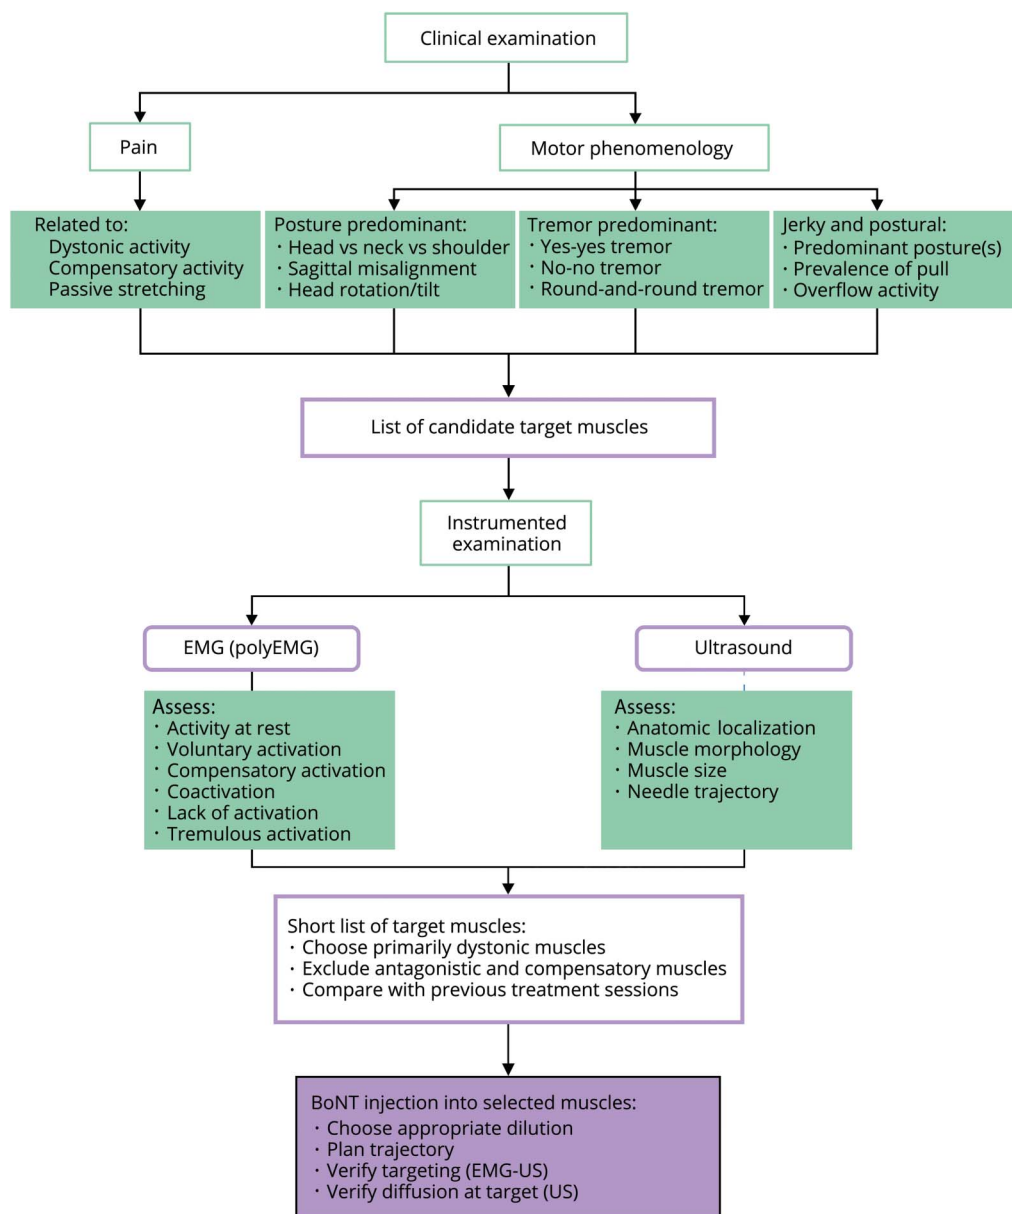 Clinical examination
Pain
Motor phenomenology
Related to:
Dystonic activity
Compensatory activity
Passive stretching
Posture predominant:
· Head vs neck vs shoulder
· Sagittal misalignment
· Head rotation/tilt
Tremor predominant:
· Yes-yes tremor
· No-no tremor
· Round-and-round tremor
Jerky and postural:
· Predominant posture(s)
· Prevalence of pull
· Overflow activity
List of candidate target muscles
Instrumented
examination
EMG (polyEMG)
Ultrasound
Assess:
· Activity at rest
· Voluntary activation
· Compensatory activation
· Coactivation
· Lack of activation
· Tremulous activation
Assess:
· Anatomic localization
· Muscle morphology
· Muscle size
· Needle trajectory
Short list of target muscles:
· Choose primarily dystonic muscles
· Exclude antagonistic and compensatory muscles
· Compare with previous treatment sessions
BoNT injection into selected muscles:
· Choose appropriate dilution
· Plan trajectory
· Verify targeting (EMG-US)
· Verify diffusion at target (US)